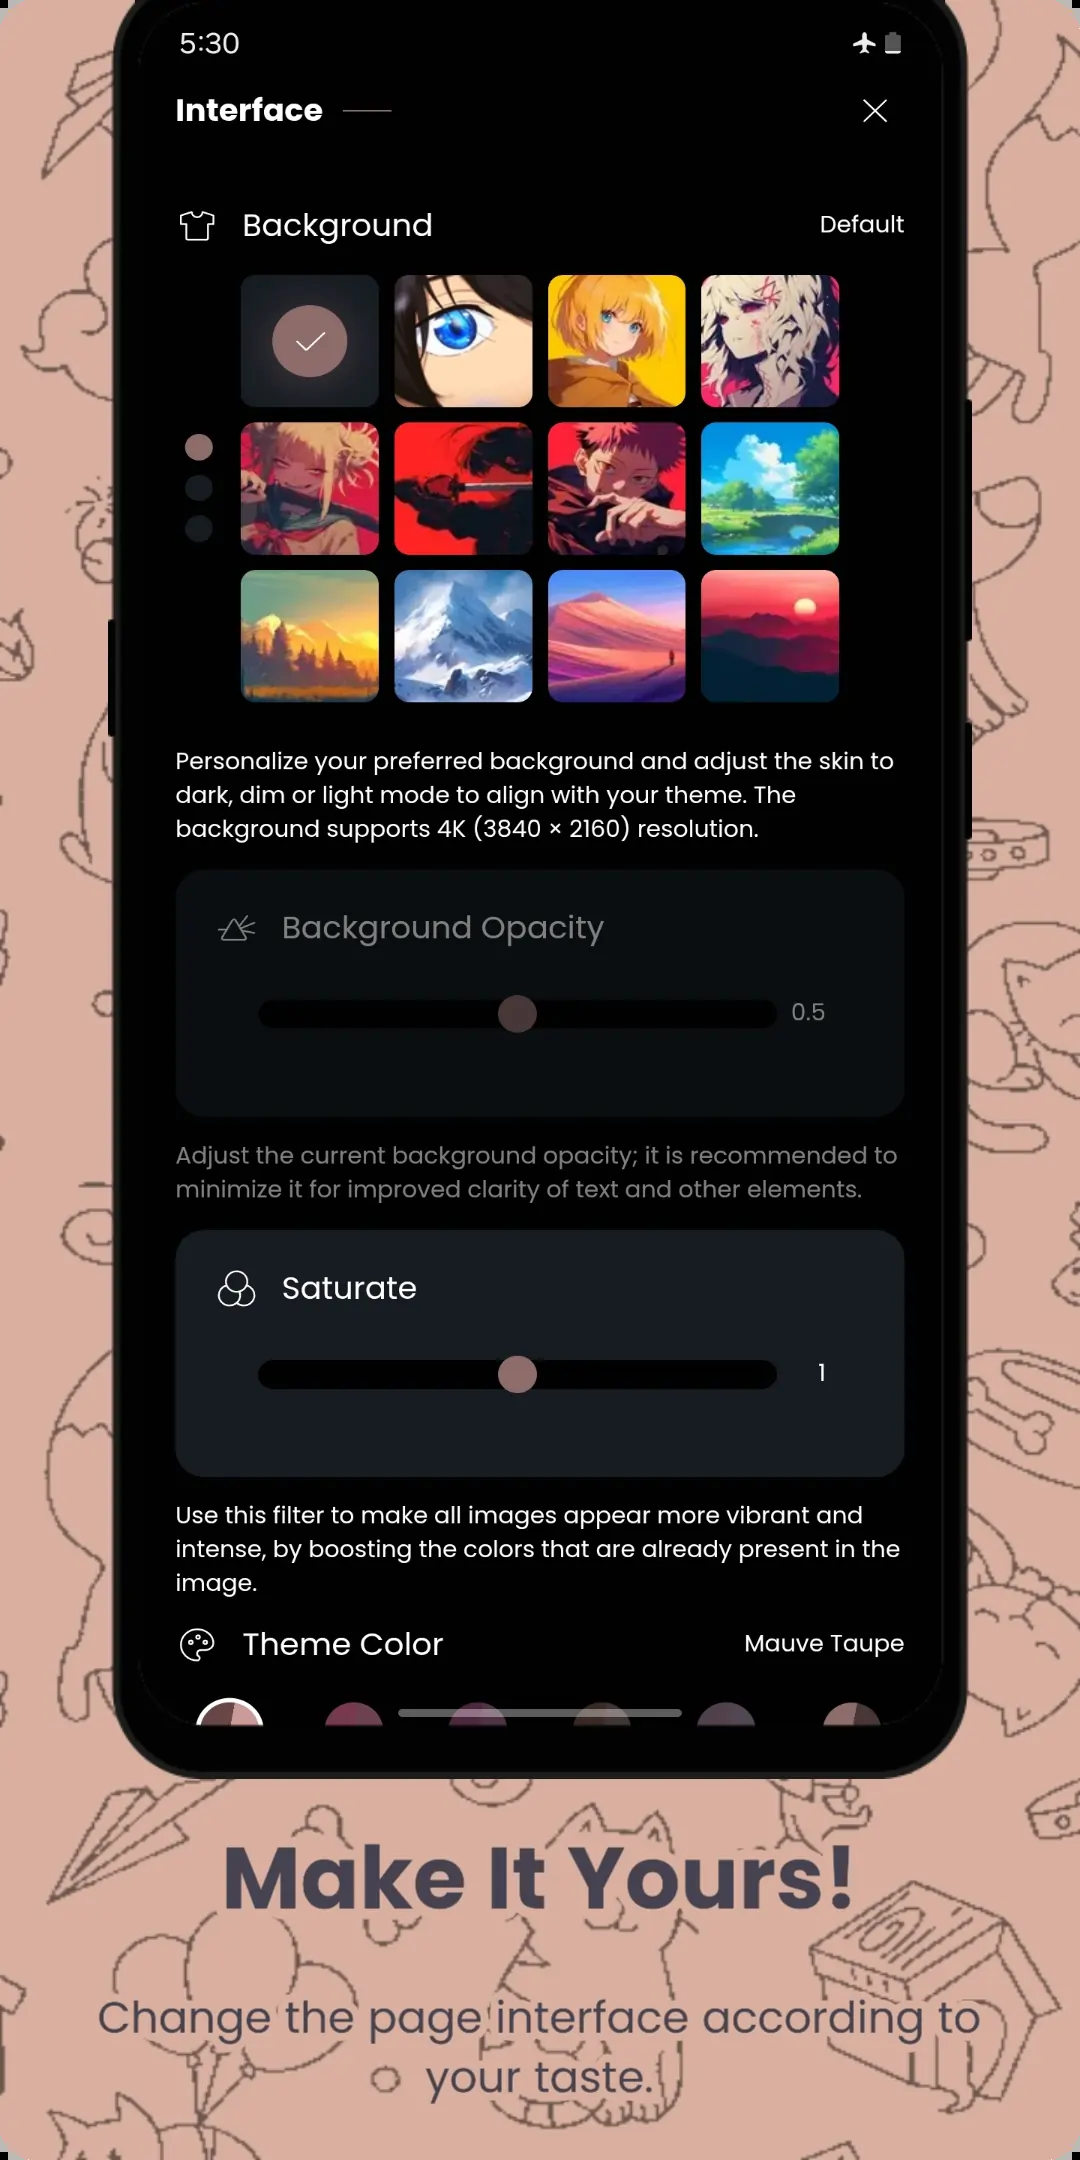 5:30
Interface
Background
Default
Personalize your preferred background and adjust the skin to
dark, dim or light mode to align with your theme. The
background supports 4K (3840 × 2160) resolution.
Background Opacity
0.5
Adjust the current background opacity; it is recommended to
minimize it for improved clarity of text and other elements.
Saturate
1
Use this filter to make all images appear more vibrant and
intense, by boosting the colors that are already present in the
image.
Theme Color
Mauve Taupe
Make It Yours!
Change the page interface according to
your taste.